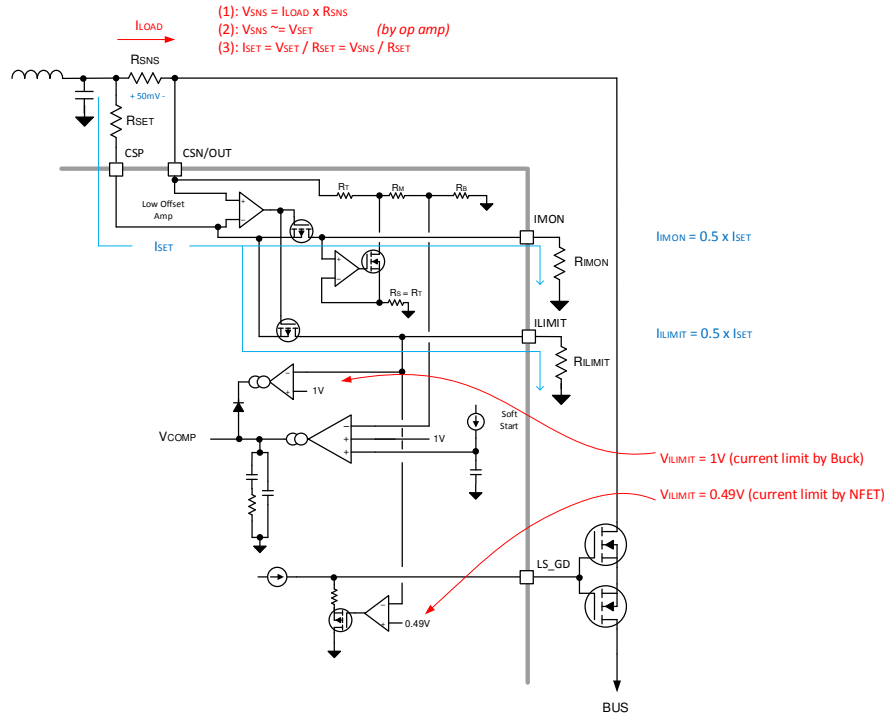 (1): VSNS = ILOAD x RSNS
(2): VSNS ~= VSET (by op amp)
(3): ISET = VSET / RSET = VSNS / RSET
ILOAD
RSNS
+ 50mV -
RSET
CSP
CSN/OUT
RT
RM
RB
Low Offset
Amp
+
-
IMON
ISET
IIMON = 0.5 x ISET
RIMON
+
-
RS = RT
ILIMIT
IILIMIT = 0.5 x ISET
RILIMIT
-
+
1V
Soft
Start
VCOMP
-
+
1V
+
VILIMIT = 1V (current limit by Buck)
VILIMIT = 0.49V (current limit by NFET)
LS_GD
-
+
0.49V
BUS